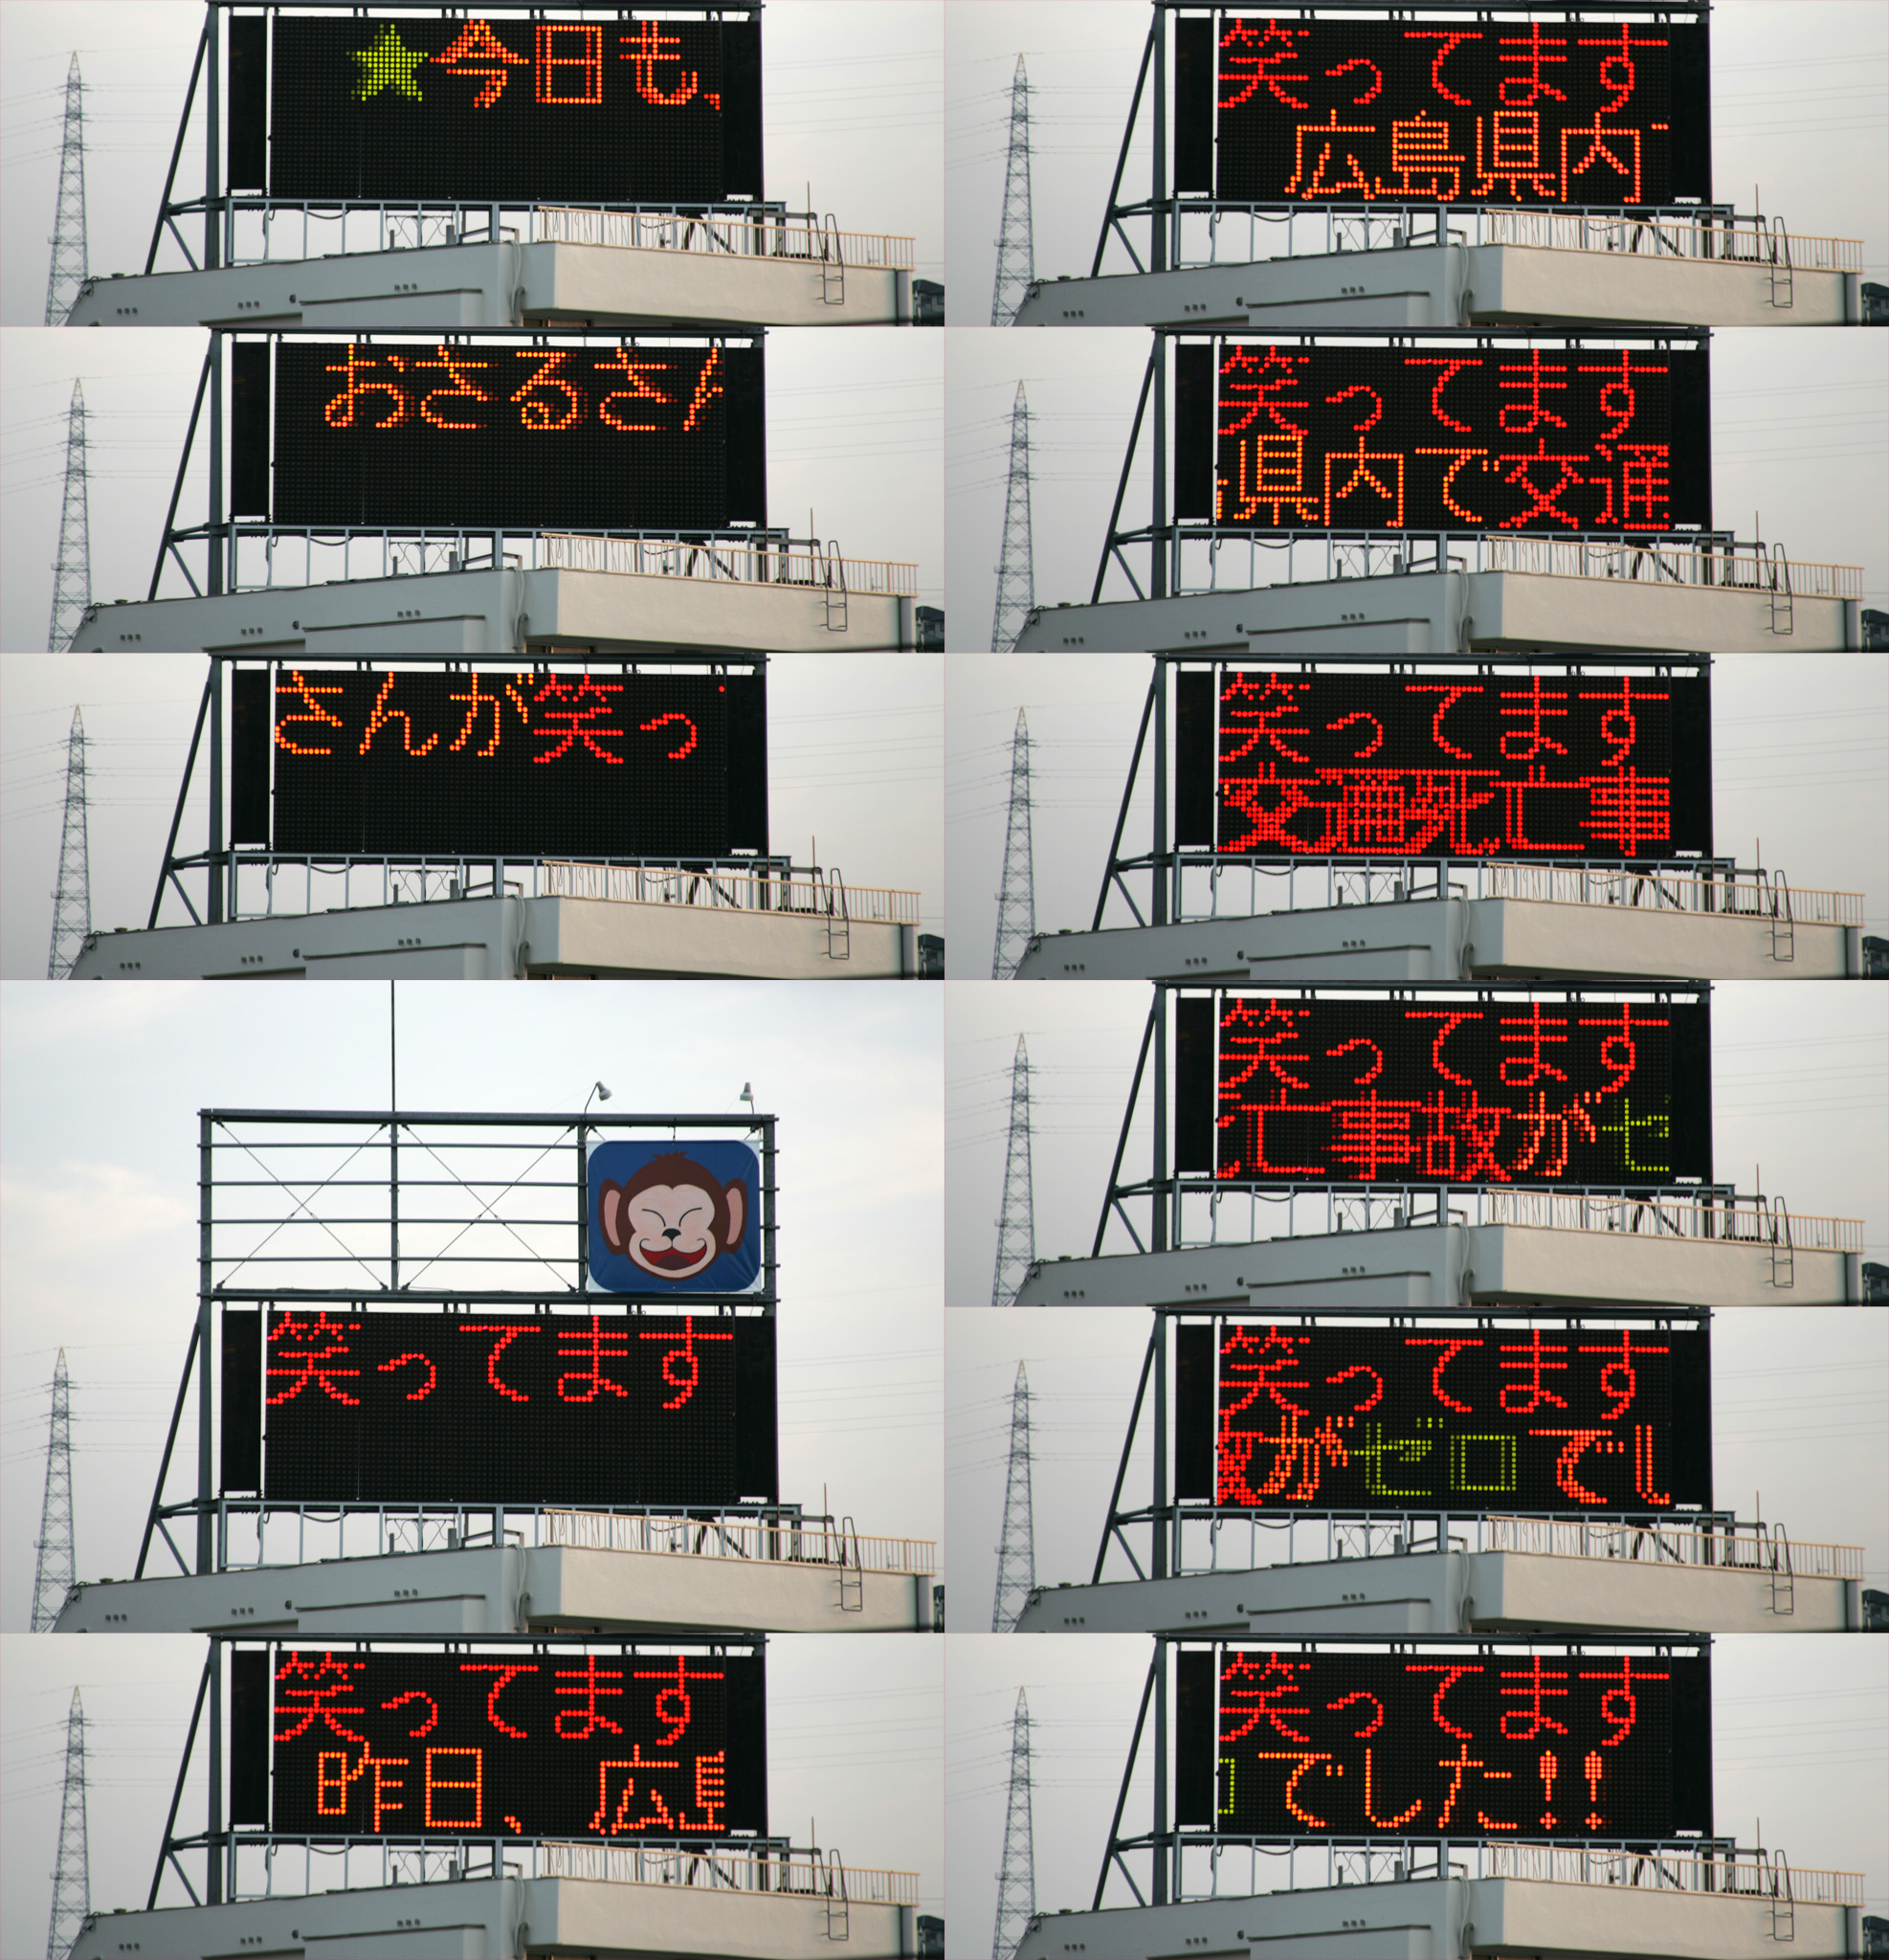 ★今日も、
おさるさん
さんが笑っ
笑ってます
笑ってます
昨日、広島
笑ってます
広島県内
笑ってます
県内で交通
笑ってます
交通死亡事
笑ってます
亡事故がゼ
笑ってます
故がゼロでし
笑ってます
ロでした!!